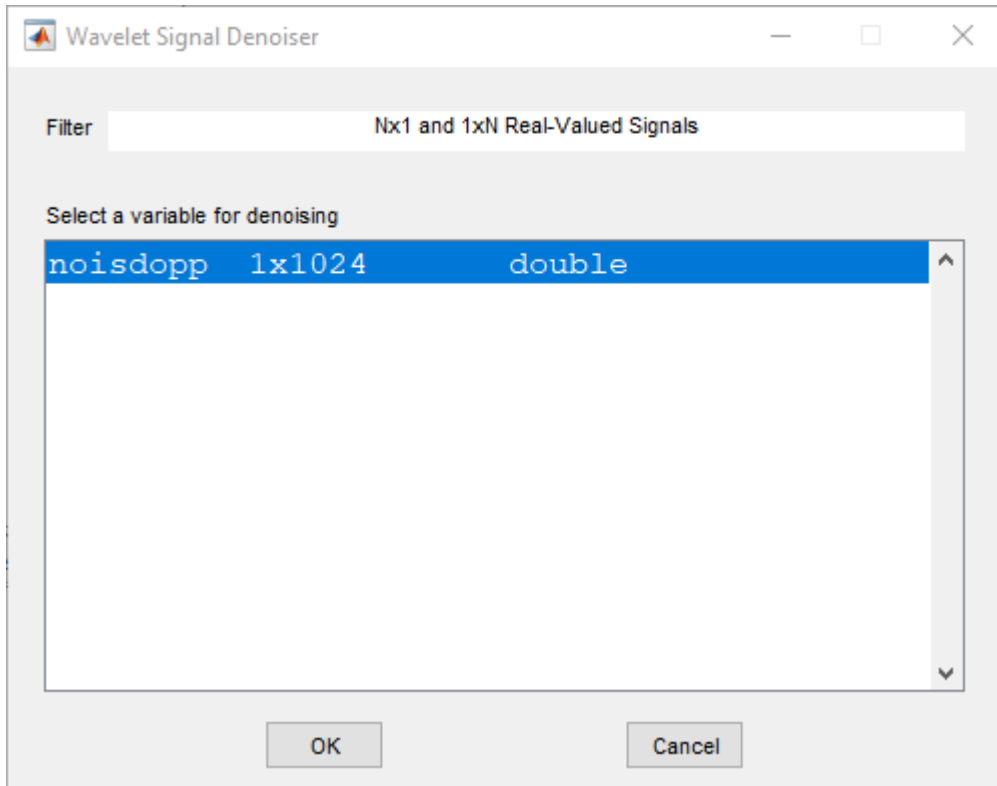 Wavelet Signal Denoiser
Filter Nx1 and 1xN Real-Valued Signals
Select a variable for denoising
noisdopp 1x1024 double
OK Cancel